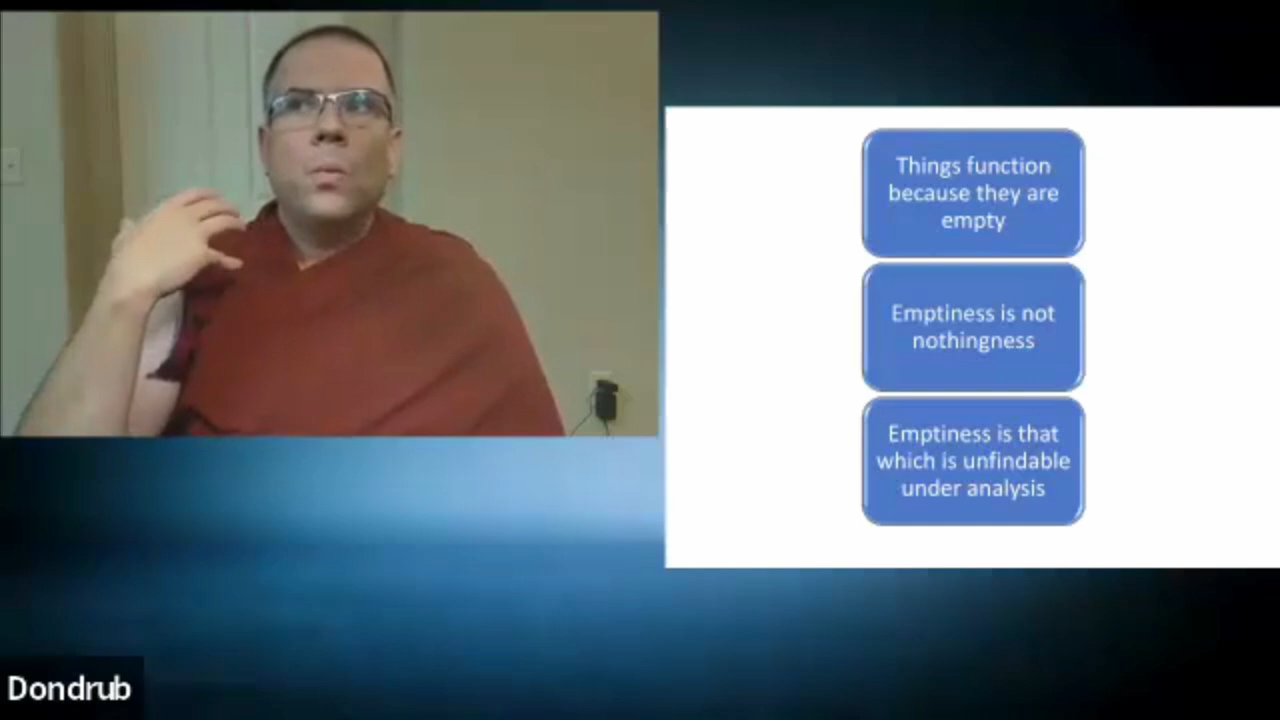 Things function
because they are
empty
Emptiness is not
nothingness
Emptiness is that
which is unfindable
under analysis
Dondrub